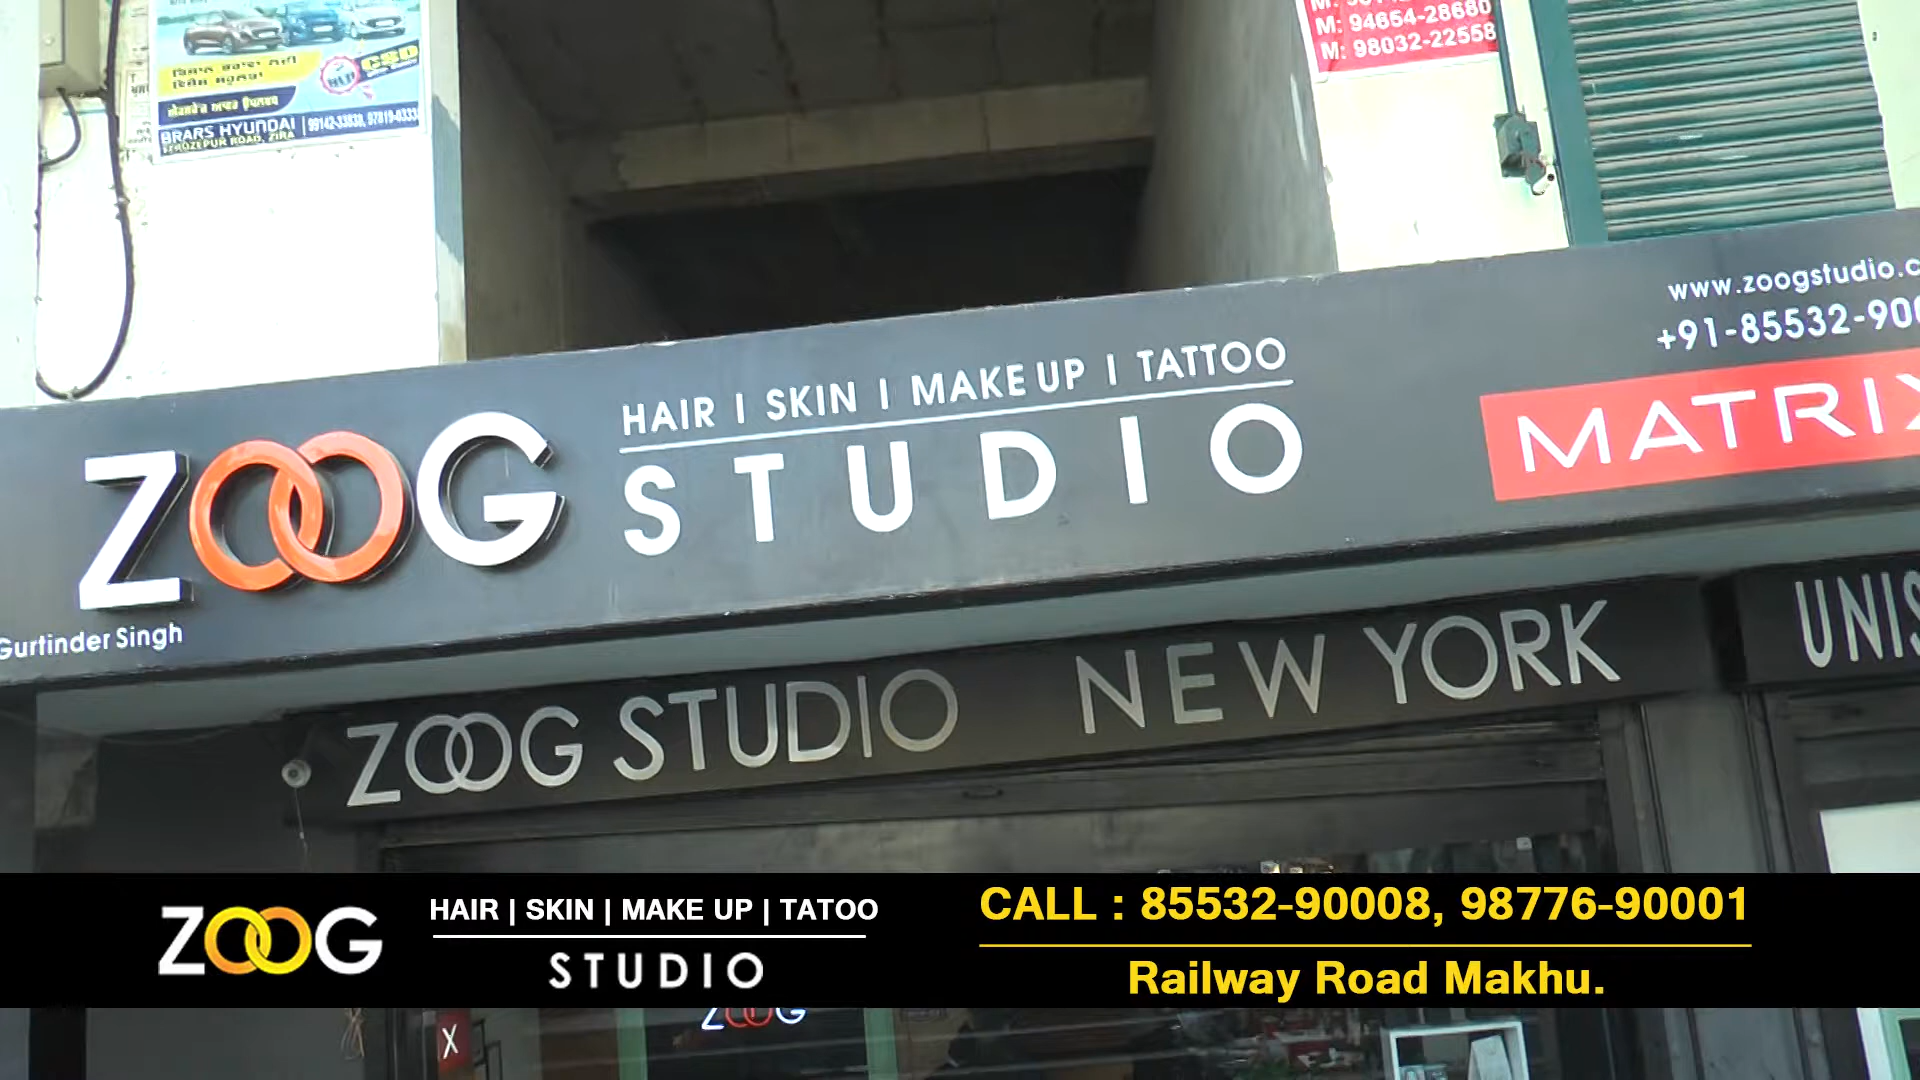 BRARS HYUNDAI
FEROZEPUR ROAD, ZIRA
CSD
M: 94654-28680
M: 98032-22558
www.zoogstudio.c
+91-85532-900
HAIR | SKIN | MAKE UP | TATTOO
ZOOG STUDIO
MATRIX
Gurtinder Singh
ZOOG STUDIO NEW YORK
UNIS
HAIR | SKIN | MAKE UP | TATOO
ZOOG STUDIO
CALL : 85532-90008, 98776-90001
Railway Road Makhu.
ZOOG
X